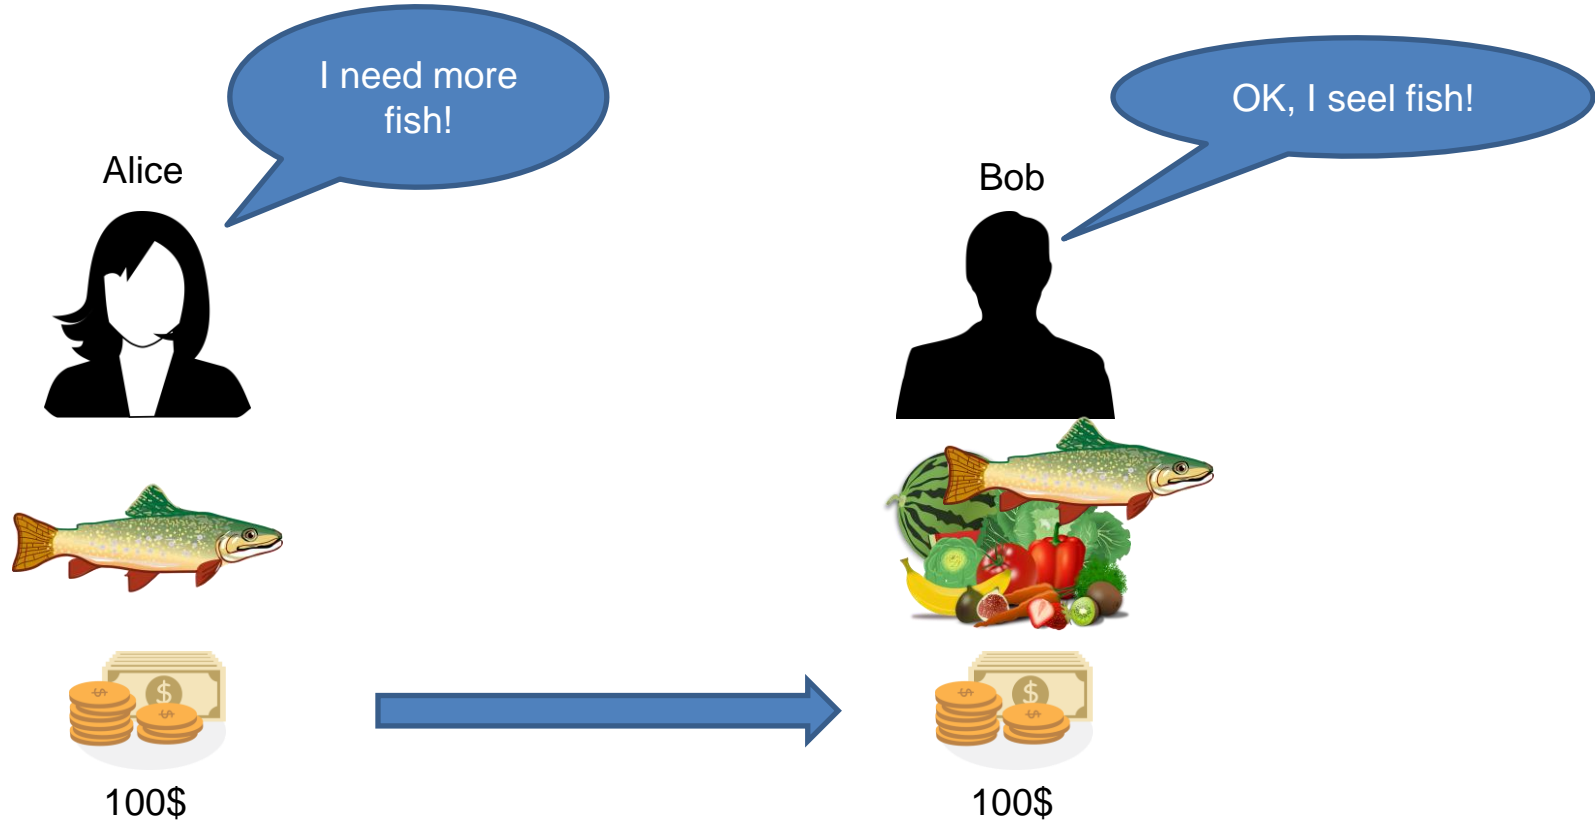 I need more
fish!
OK, I seel fish!
Alice
Bob
100$
100$